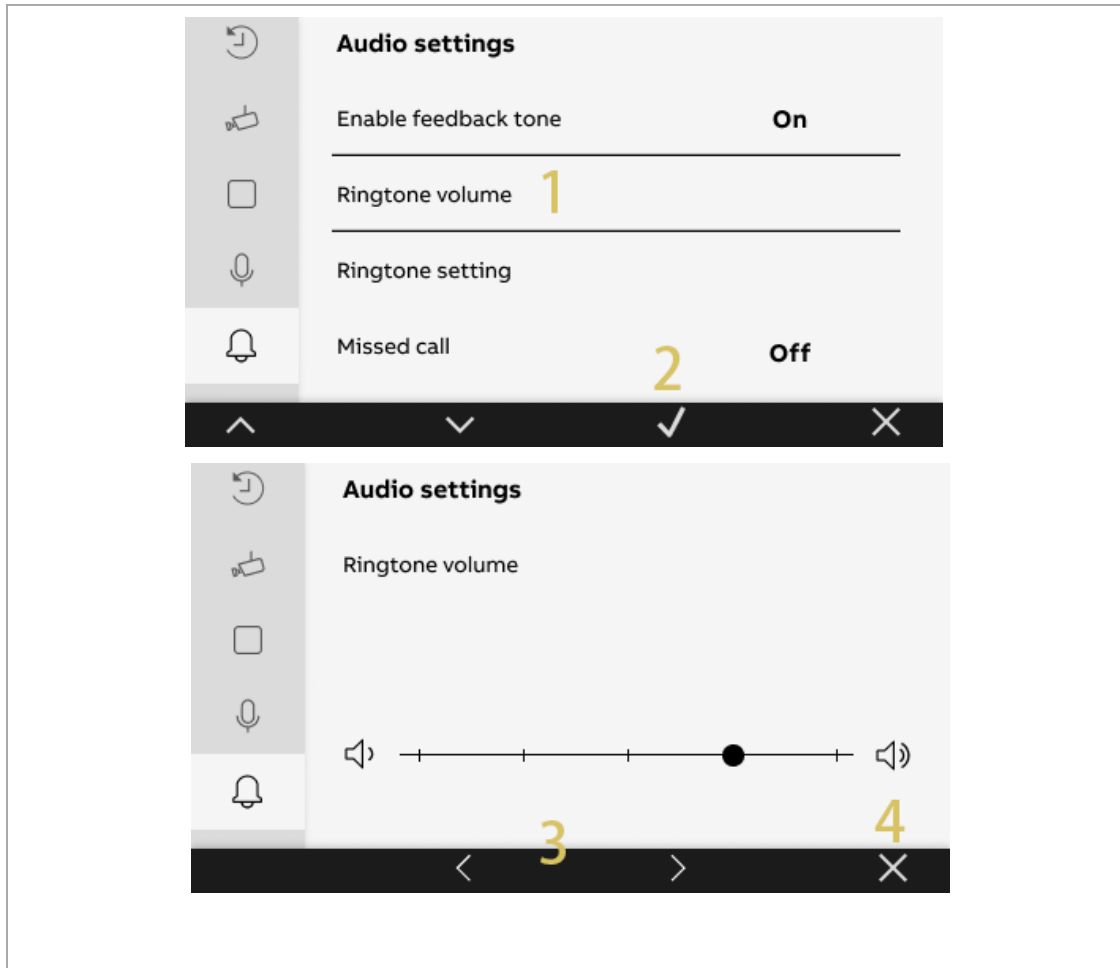 Audio settings
Enable feedback tone On
Ringtone volume 1
Ringtone setting
Missed call Off
2
Audio settings
Ringtone volume
3
4